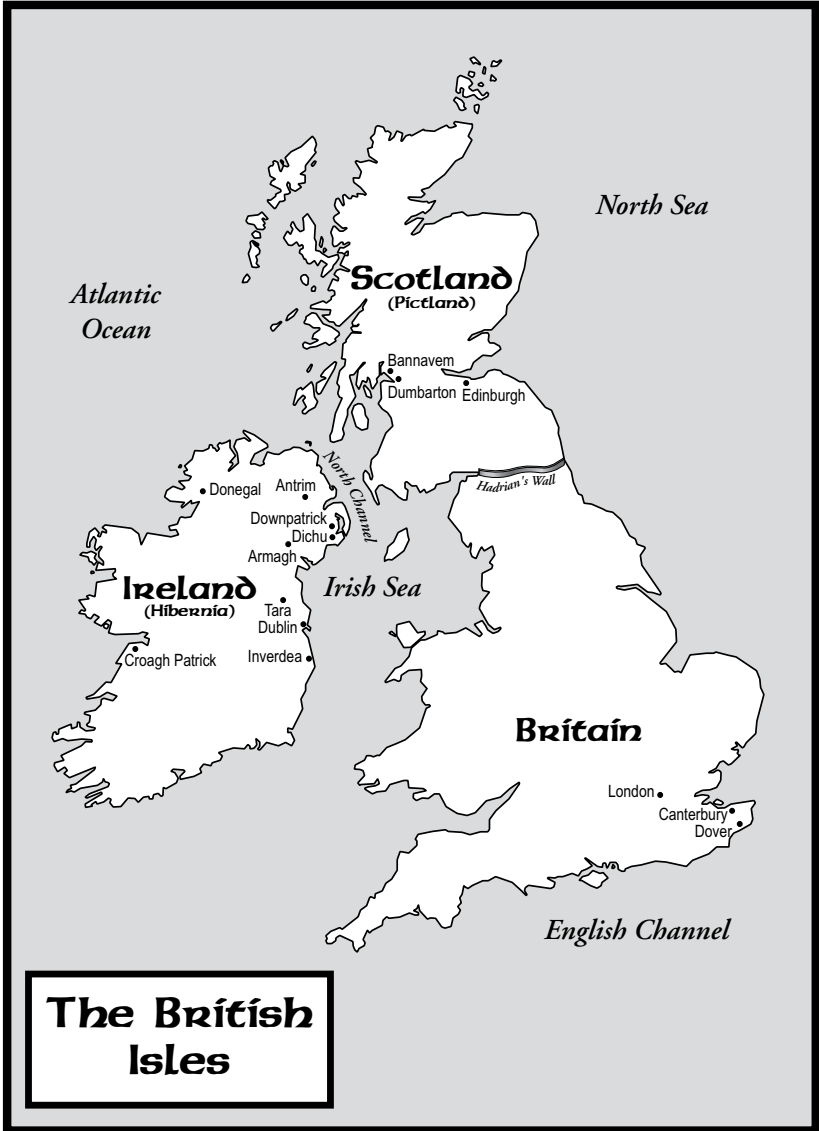 North Sea
Atlantic
Ocean
Scotland
(Pictland)
Bannavem
Dumbarton
Edinburgh
North Channel
Hadrian's Wall
Donegal
Antrim
Downpatrick
Dichu
Armagh
Ireland
(Hibernia)
Irish Sea
Tara
Dublin
Croagh Patrick
Inverdea
Britain
London
Canterbury
Dover
English Channel
The British
Isles